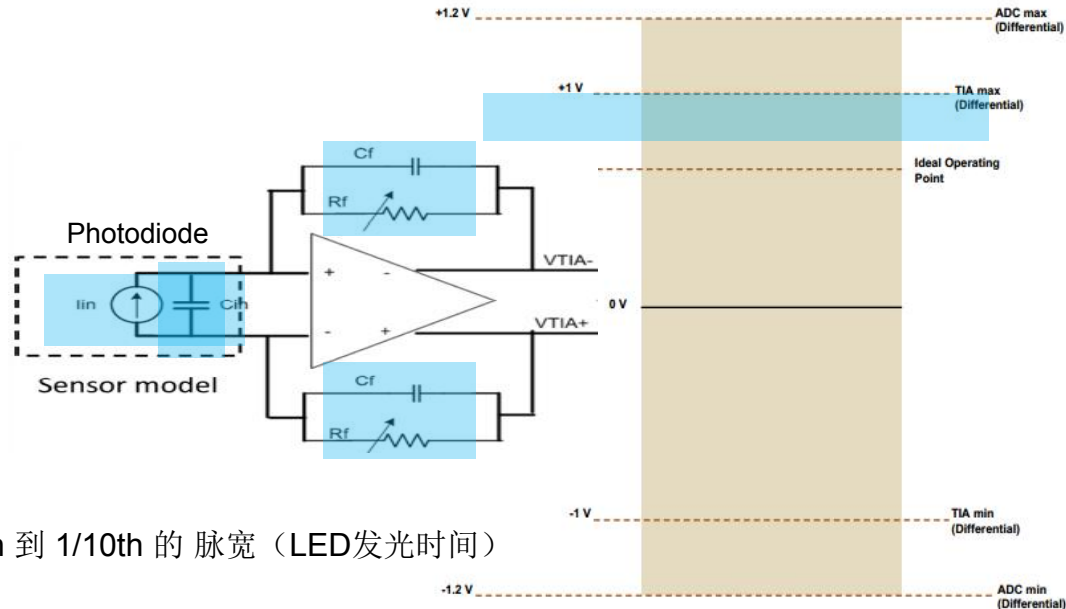 +1.2 V
ADC max
(Differential)
+1 V
TIA max
(Differential)
Cf
Ideal Operating
Point
Rf
Photodiode
VTIA-
+ -
Iin
Cin
0 V
- +
VTIA+
Sensor model
Cf
Rf
-1 V
TIA min
(Differential)
到 1/10th 的 脉宽（LED发光时间）
-1.2 V
ADC min
(Differential)